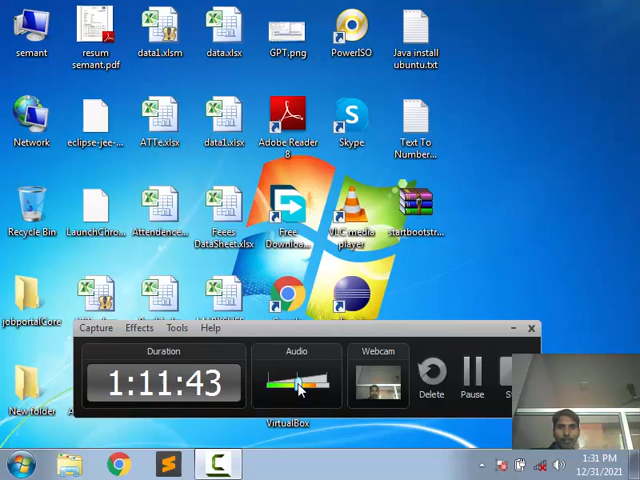 semant
resum
semant.pdf
data1.xlsm
data.xlsx
GPT.png
PowerISO
Java install
ubuntu.txt
Network
eclipse-jee-...
ATTe.xlsx
data1.xlsx
Adobe Reader
8
Skype
Text To
Number...
Recycle Bin
LaunchChro...
Attendence...
Feees
DataSheet.xlsx
Free
Downloa...
VLC media
player
startbootstr...
jobportalCore
Capture Effects Tools Help
Duration
Audio
Webcam
1:11:43
Delete
Pause
New folder
VirtualBox
1:31 PM
12/31/2021